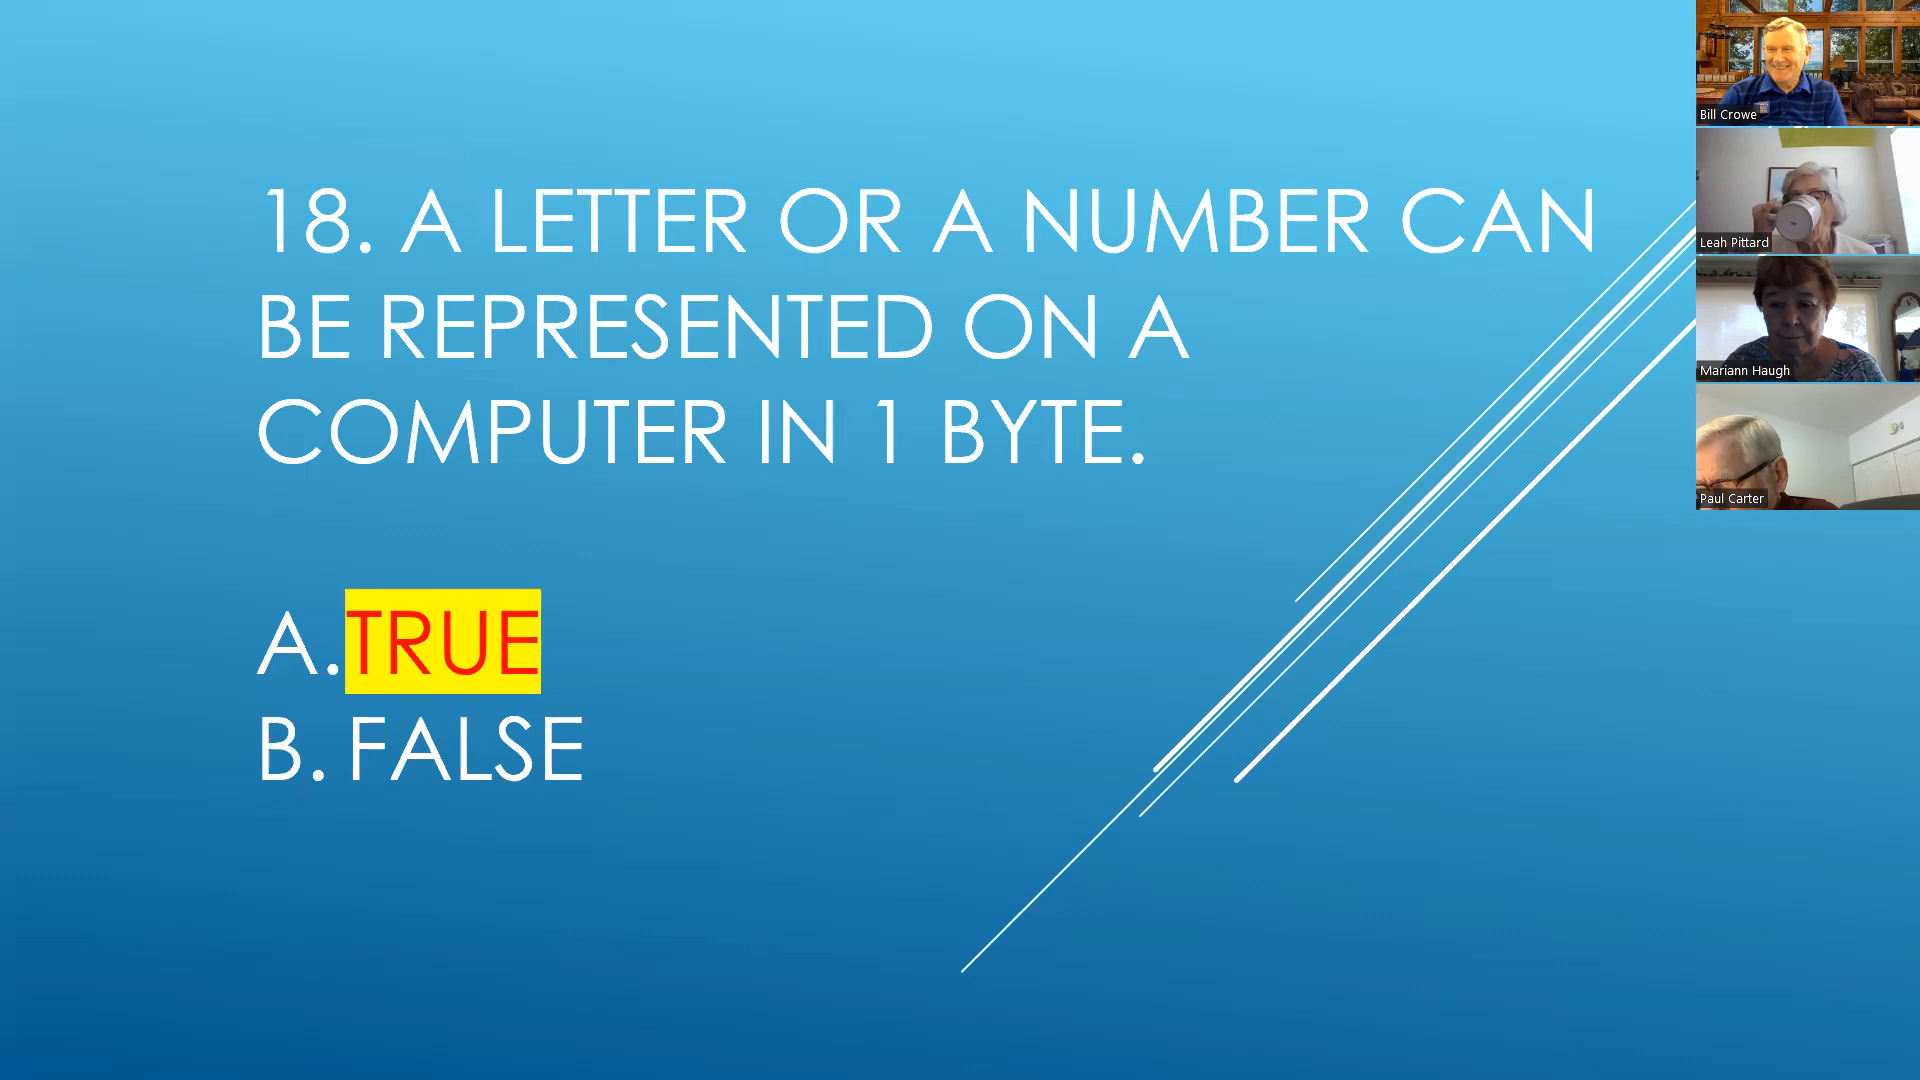 18. A LETTER OR A NUMBER CAN
BE REPRESENTED ON A
COMPUTER IN 1 BYTE.
A. TRUE
B. FALSE
Bill Crowe
Leah Pittard
Mariann Haugh
Paul Carter